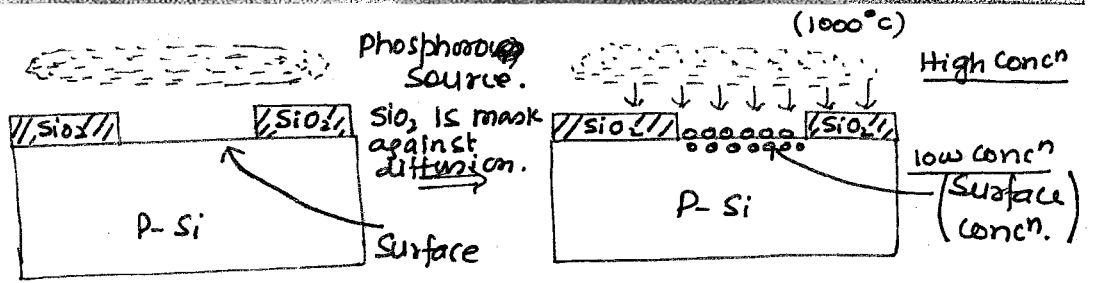 Phosphorous
source.
SiO2
SiO2
SiO2 is mask
against
diffusion.
P-Si
Surface
(1000°C)
High Concⁿ
SiO2
SiO2
low Concⁿ
(Surface
Concⁿ.)
P-Si